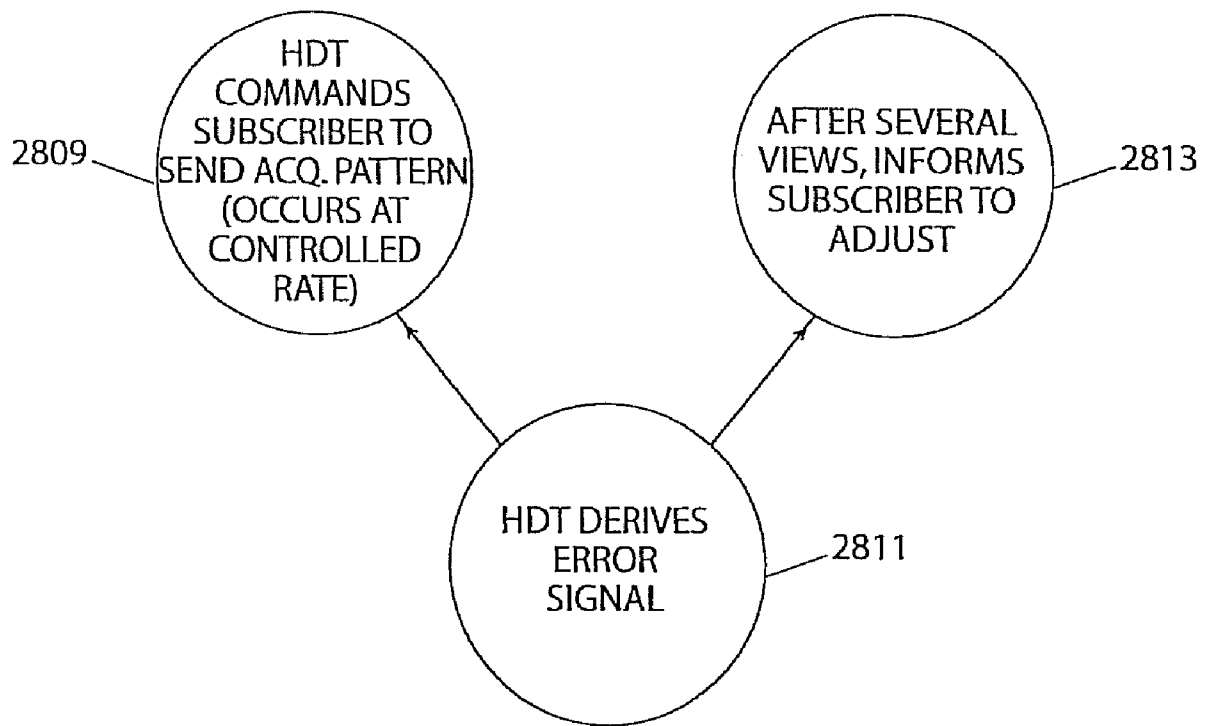 HDT
COMMANDS
SUBSCRIBER TO
SEND ACQ. PATTERN
(OCCURS AT
CONTROLLED
RATE)
2809
AFTER SEVERAL
VIEWS, INFORMS
SUBSCRIBER TO
ADJUST
2813
HDT DERIVES
ERROR
SIGNAL
2811